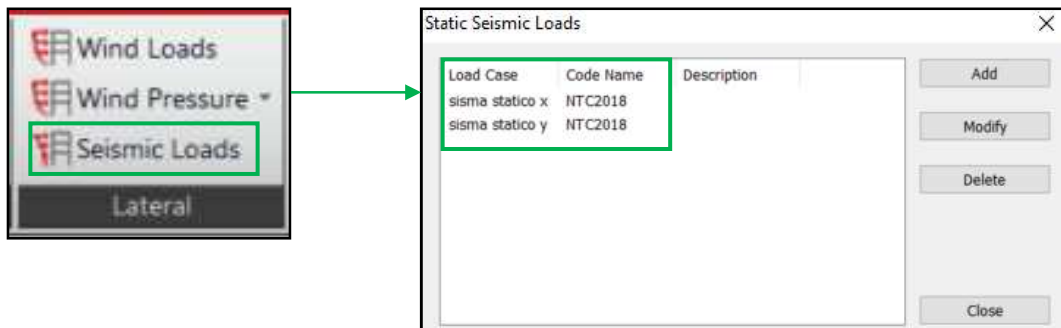 Wind Loads
Wind Pressure
Seismic Loads
Lateral
Static Seismic Loads
Load Case Code Name Description
sisma statico x NTC2018
sisma statico y NTC2018
Add
Modify
Delete
Close